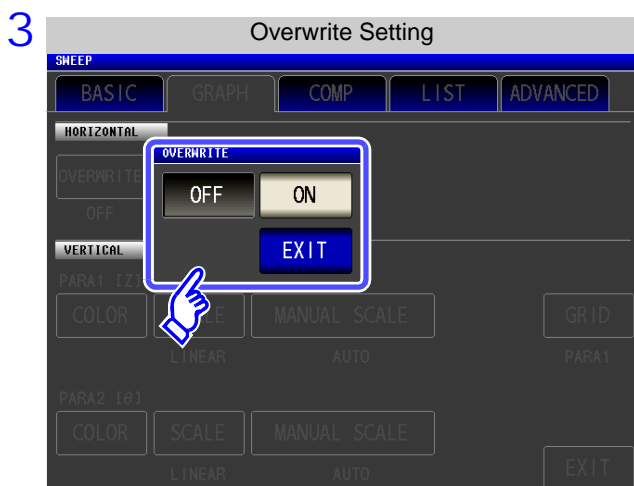 3
Overwrite Setting
SWEEP
BASIC GRAPH COMP LIST ADVANCED
HORIZONTAL
OVERWRITE
OVERWRITE
OFF ON
OFF
EXIT
VERTICAL
PARA1 [Z]
COLOR SCALE MANUAL SCALE GRID
LINEAR AUTO PARA1
PARA2 [θ]
COLOR SCALE MANUAL SCALE
LINEAR AUTO EXIT